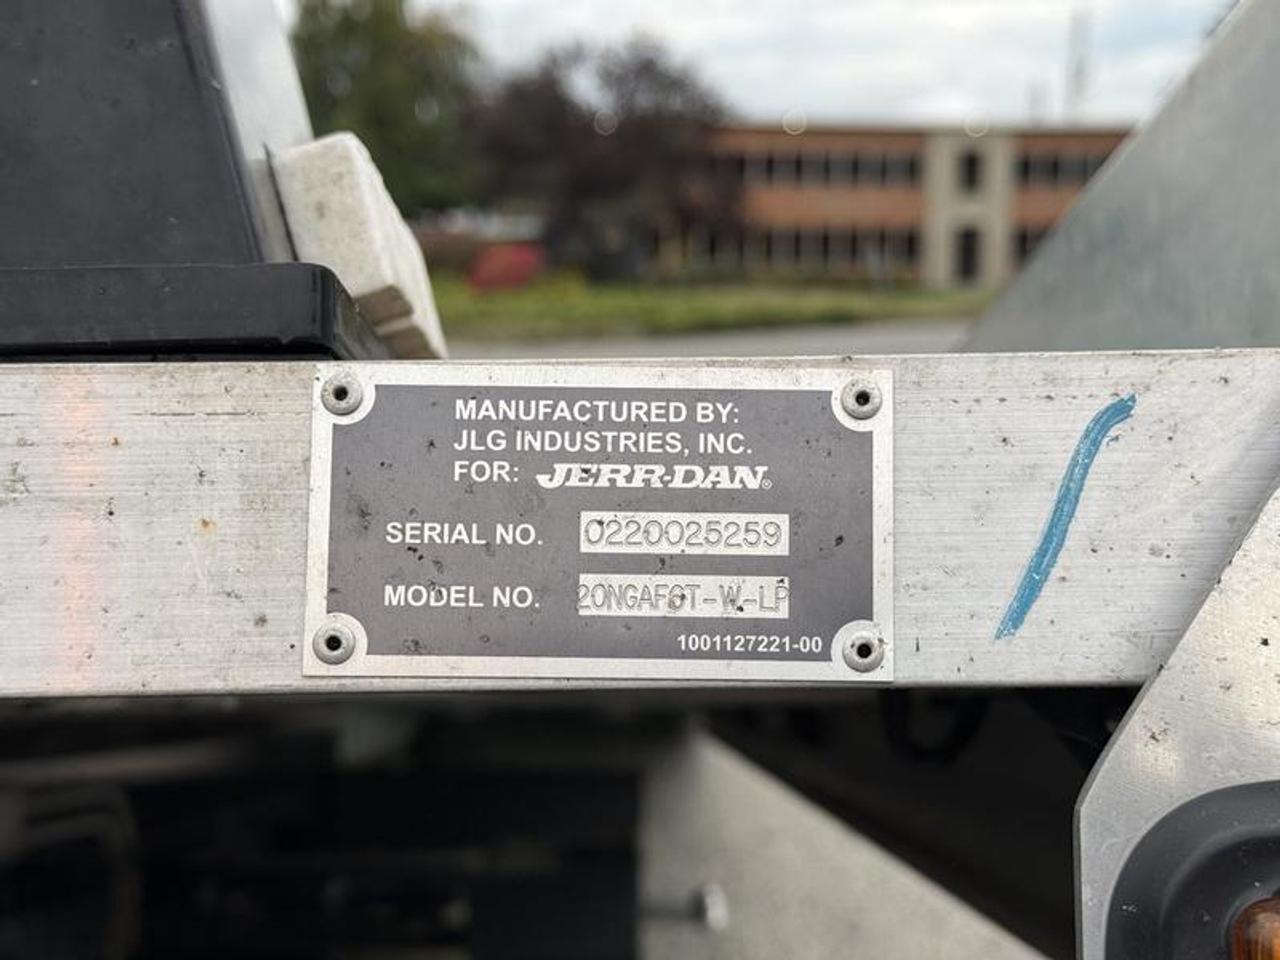 MANUFACTURED BY:
JLG INDUSTRIES, INC.
FOR: JERR-DAN®
SERIAL NO. 0220025259
MODEL NO. 20NGAF6T-W-LP
1001127221-00